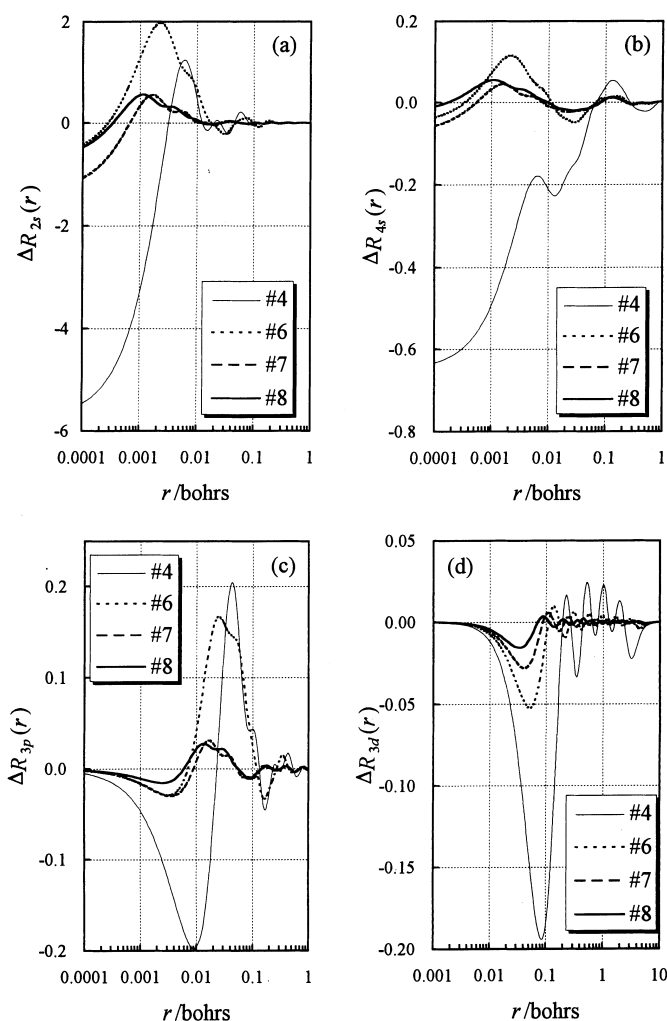 2
0
-2
-4
-6
ΔR2s(r)
(a)
#4
#6
#7
#8
0.0001 0.001 0.01 0.1 1
r/bohrs
0.2
0.0
-0.2
-0.4
-0.6
-0.8
ΔR4s(r)
(b)
#4
#6
#7
#8
0.0001 0.001 0.01 0.1 1
r/bohrs
0.2
0.1
0.0
-0.1
-0.2
ΔR3p(r)
(c)
#4
#6
#7
#8
0.0001 0.001 0.01 0.1 1
r/bohrs
0.05
0.00
-0.05
-0.10
-0.15
-0.20
ΔR3d(r)
(d)
#4
#6
#7
#8
0.001 0.01 0.1 1 10
r/bohrs